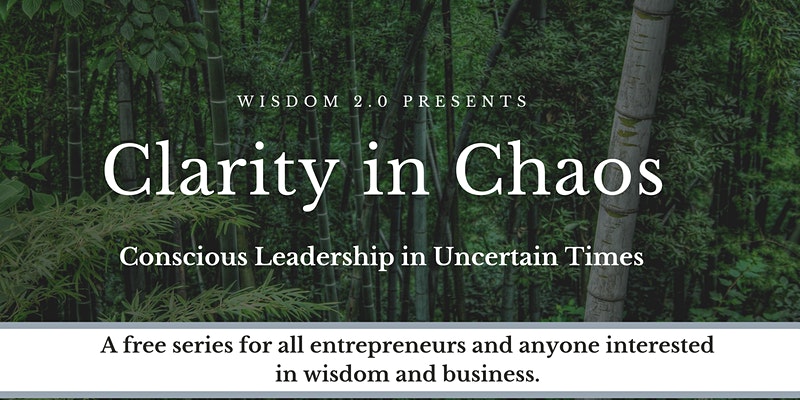 WISDOM 2.0 PRESENTS
Clarity in Chaos
Conscious Leadership in Uncertain Times
A free series for all entrepreneurs and anyone interested
in wisdom and business.